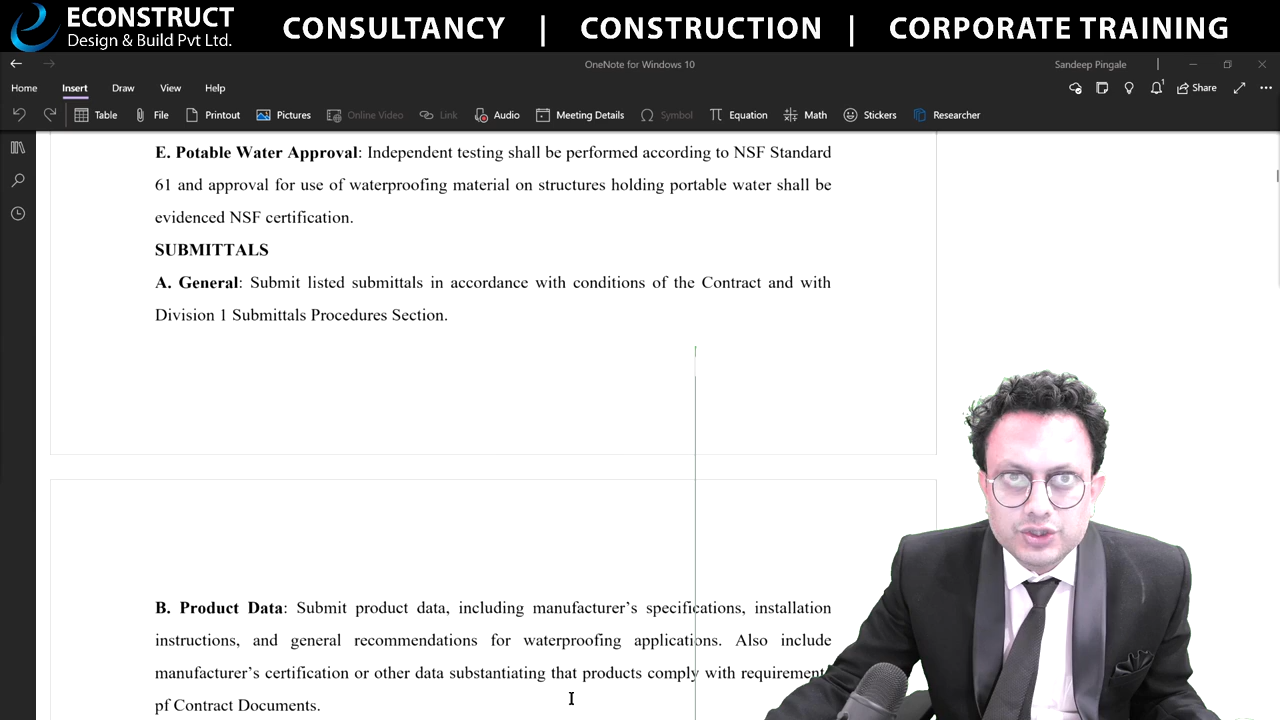 ECONSTRUCT
Design & Build Pvt Ltd.
CONSULTANCY | CONSTRUCTION | CORPORATE TRAINING
OneNote for Windows 10
Sandeep Pingale
Home Insert Draw View Help
Share
Table File Printout Pictures Online Video Link Audio Meeting Details Symbol Equation Math Stickers Researcher
E. Potable Water Approval: Independent testing shall be performed according to NSF Standard
61 and approval for use of waterproofing material on structures holding portable water shall be
evidenced NSF certification.
SUBMITTALS
A. General: Submit listed submittals in accordance with conditions of the Contract and with
Division 1 Submittals Procedures Section.
B. Product Data: Submit product data, including manufacturer’s specifications, installation
instructions, and general recommendations for waterproofing applications. Also include
manufacturer’s certification or other data substantiating that products comply with requirement
pf Contract Documents.